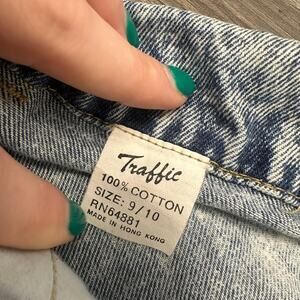 Traffic
100% COTTON
SIZE: 9/10
RN64881
MADE IN HONG KONG